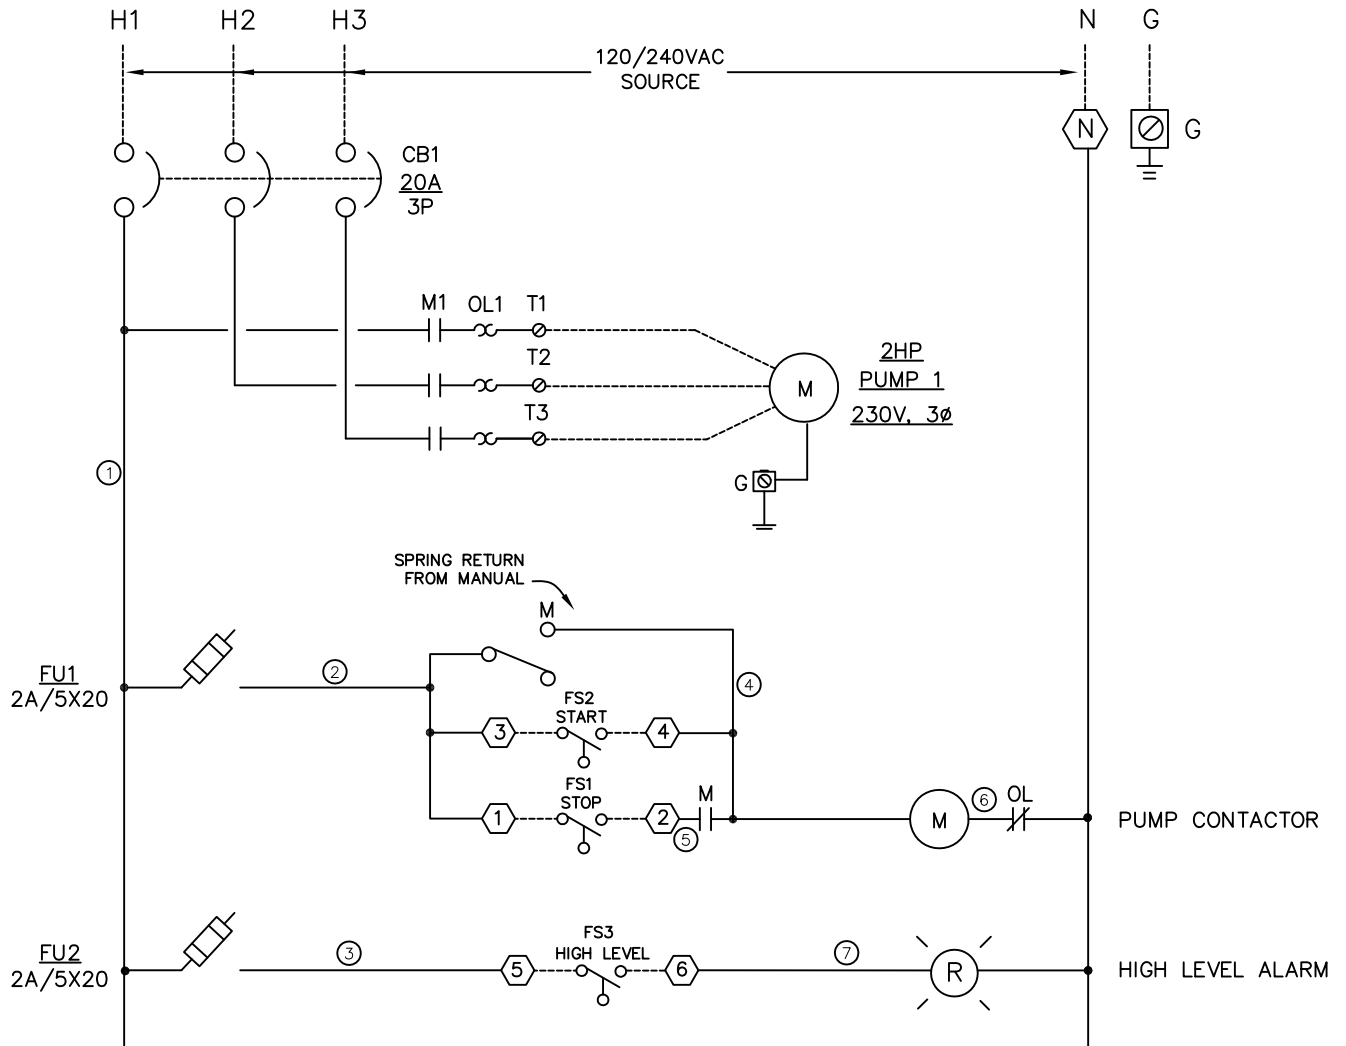 H1 H2 H3 N G
120/240VAC
SOURCE
N G
CB1
20A
3P
M1 OL1 T1
T2
T3
M
2HP
PUMP 1
230V, 3ø
1
G
SPRING RETURN
FROM MANUAL
M
FU1
2A/5X20
2
4
FS2
START
3 4
FS1
STOP
1 2 M
5
M 6 OL
PUMP CONTACTOR
FU2
2A/5X20
3
FS3
HIGH LEVEL
5 6
7
R
HIGH LEVEL ALARM